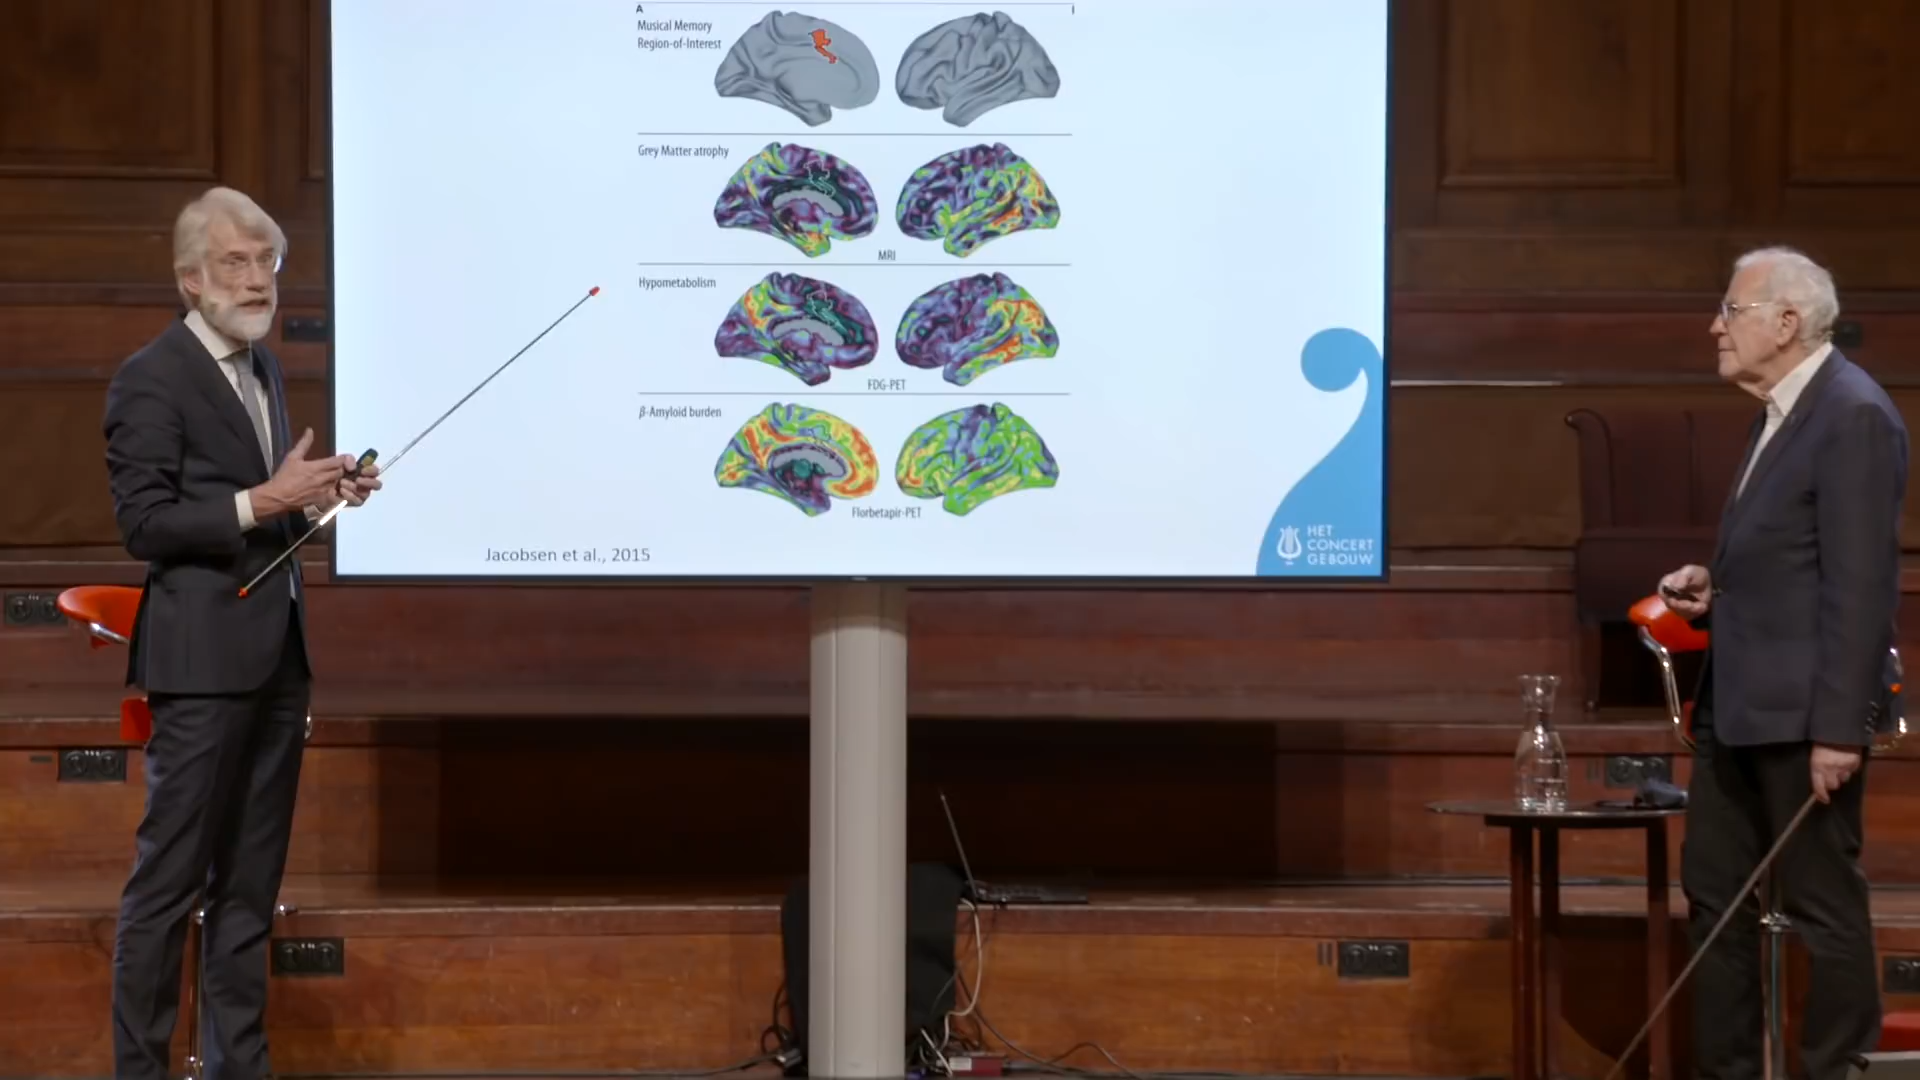 A
Musical Memory
Region-of-Interest
Grey Matter atrophy
MRI
Hypometabolism
FDG-PET
β-Amyloid burden
Florbetapir-PET
Jacobsen et al., 2015
HET
CONCERT
GEBOUW